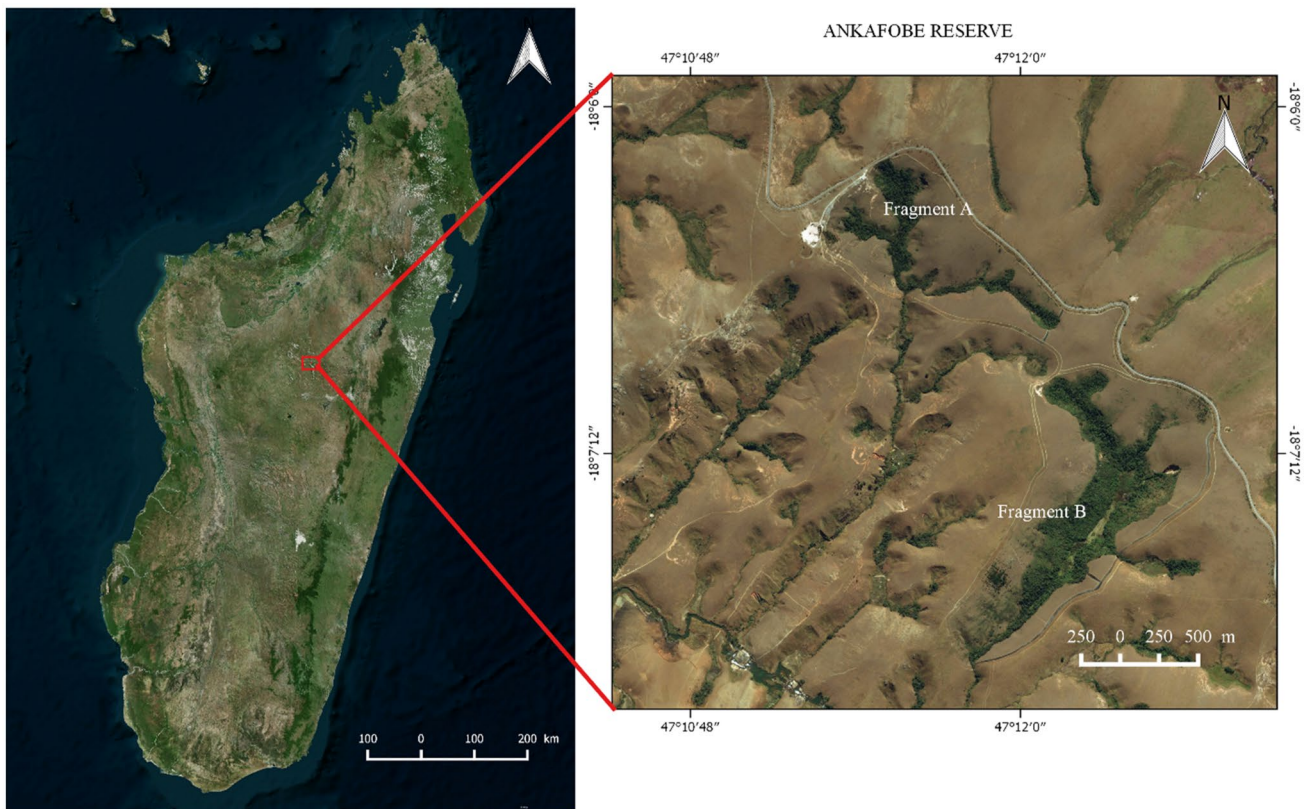 ANKAFOBE RESERVE
N
47°10'48" 47°12'0"
-18°6'0" -18°6'0"
N
Fragment A
-18°7'12" -18°7'12"
Fragment B
250 0 250 500 m
100 0 100 200 km
47°10'48" 47°12'0"